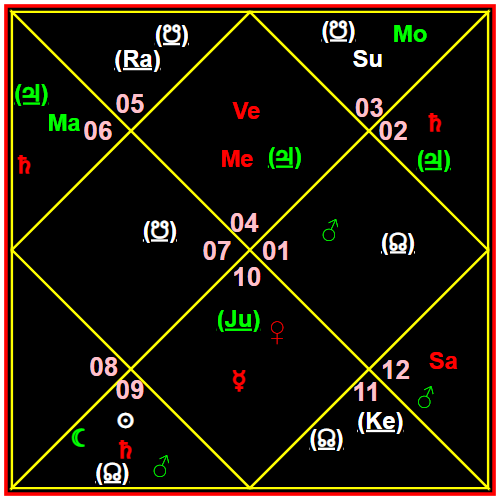 (☋) (☋) Mo
(Ra) Su
(♃) 05 03
Ma 06 Ve 02 ♄
♄ Me (♃) (♃)
(☋) 04 ♂ (☊)
07 01
10
(Ju) ♀
08 ☿ 12 Sa
09 11 ♂
☉ (Ke)
☾ ♄ (☊)
(☊) ♂